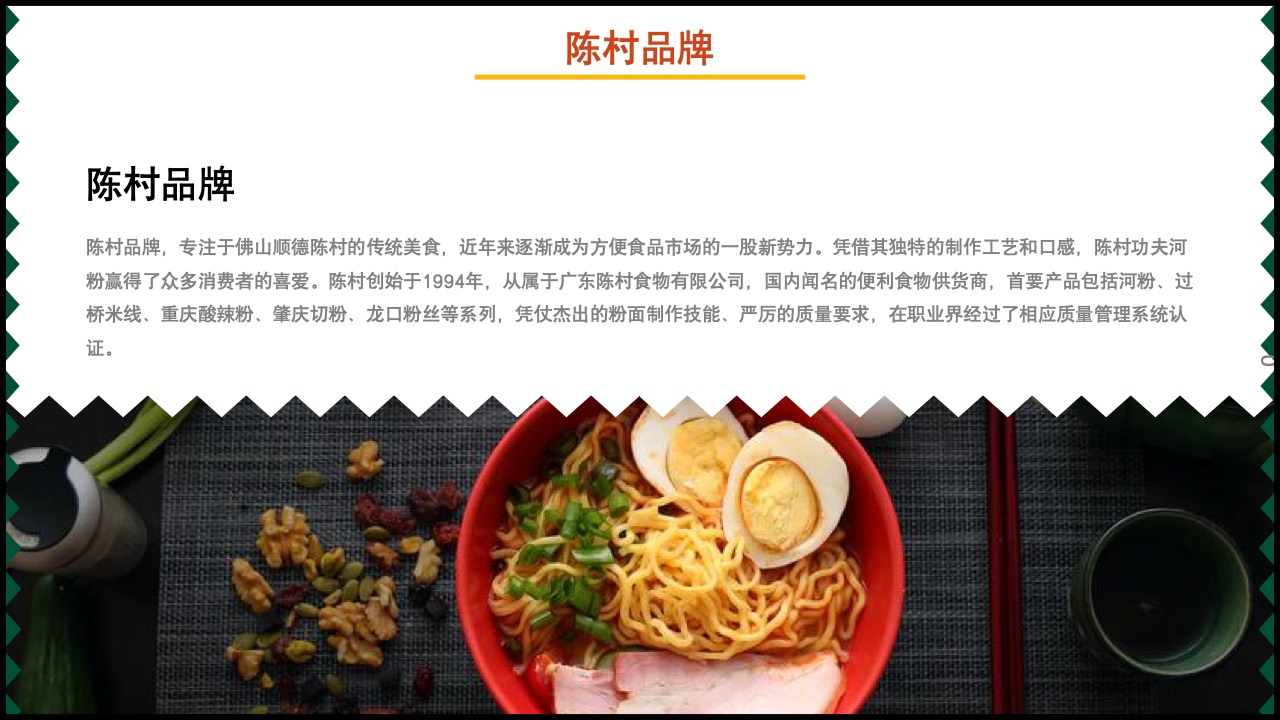 陈村品牌
陈村品牌
陈村品牌，专注于佛山顺德陈村的传统美食，近年来逐渐成为方便食品市场的一股新势力。凭借其独特的制作工艺和口感，陈村功夫河
粉赢得了众多消费者的喜爱。陈村创始于1994年，从属于广东陈村食物有限公司，国内闻名的便利食物供货商，首要产品包括河粉、过
桥米线、重庆酸辣粉、肇庆切粉、龙口粉丝等系列，凭仗杰出的粉面制作技能、严厉的质量要求，在职业界经过了相应质量管理系统认
证。